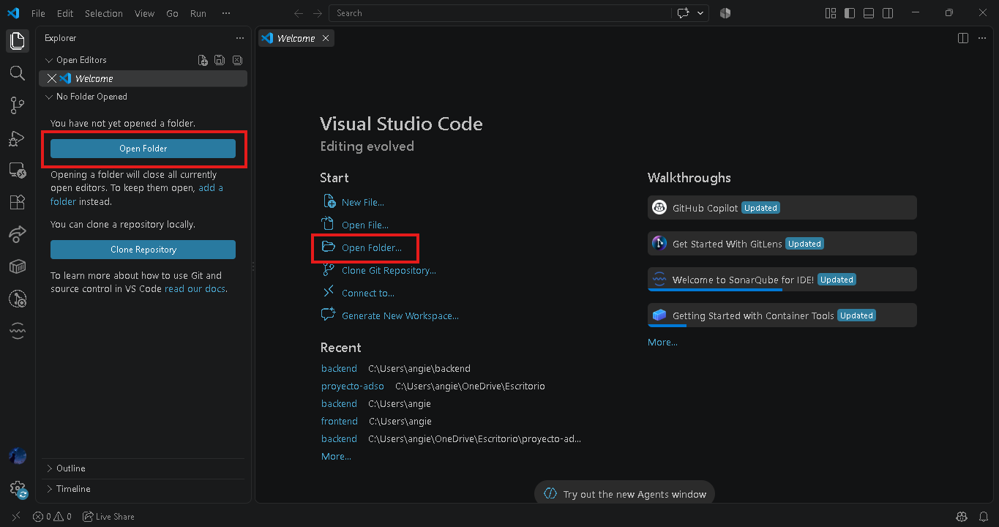 File Edit Selection View Go Run ···
Search
Explorer
Welcome
Open Editors
Welcome
No Folder Opened
You have not yet opened a folder.
Open Folder
Opening a folder will close all currently
open editors. To keep them open, add a
folder instead.
You can clone a repository locally.
Clone Repository
To learn more about how to use Git and
source control in VS Code read our docs.
Outline
Timeline
Visual Studio Code
Editing evolved
Start
New File...
Open File...
Open Folder...
Clone Git Repository...
Connect to...
Generate New Workspace...
Recent
backend C:\Users\angie\backend
proyecto-adso C:\Users\angie\OneDrive\Escritorio
backend C:\Users\angie
frontend C:\Users\angie
backend C:\Users\angie\OneDrive\Escritorio\proyecto-ad...
More...
Walkthroughs
GitHub Copilot Updated
Get Started With GitLens Updated
Welcome to SonarQube for IDE! Updated
Getting Started with Container Tools Updated
More...
Try out the new Agents window
0 0 Live Share